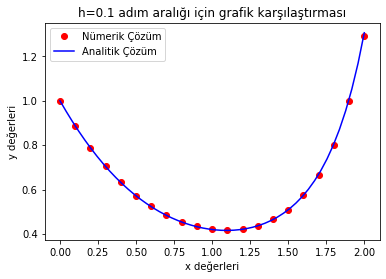 h=0.1 adım aralığı için grafik karşılaştırması
Nümerik Çözüm
Analitik Çözüm
y değerleri
1.2
1.0
0.8
0.6
0.4
0.00 0.25 0.50 0.75 1.00 1.25 1.50 1.75 2.00
x değerleri